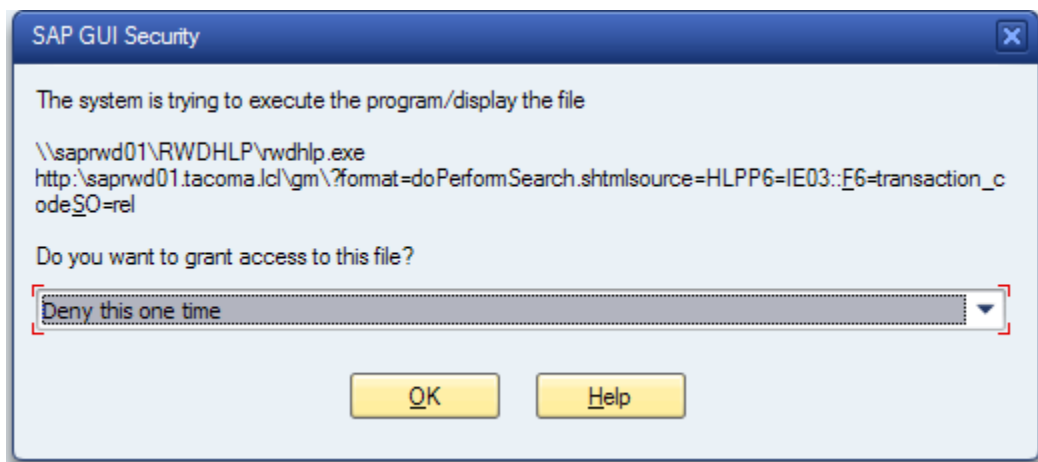 SAP GUI Security
The system is trying to execute the program/display the file
\\saprwd01\RWDHLP\rwdhlp.exe
http:\saprwd01.tacoma.lcl\gm\?format=doPerformSearch.shtmlsource=HLPP6=IE03::F6=transaction_c
odeSO=rel
Do you want to grant access to this file?
Deny this one time
OK Help